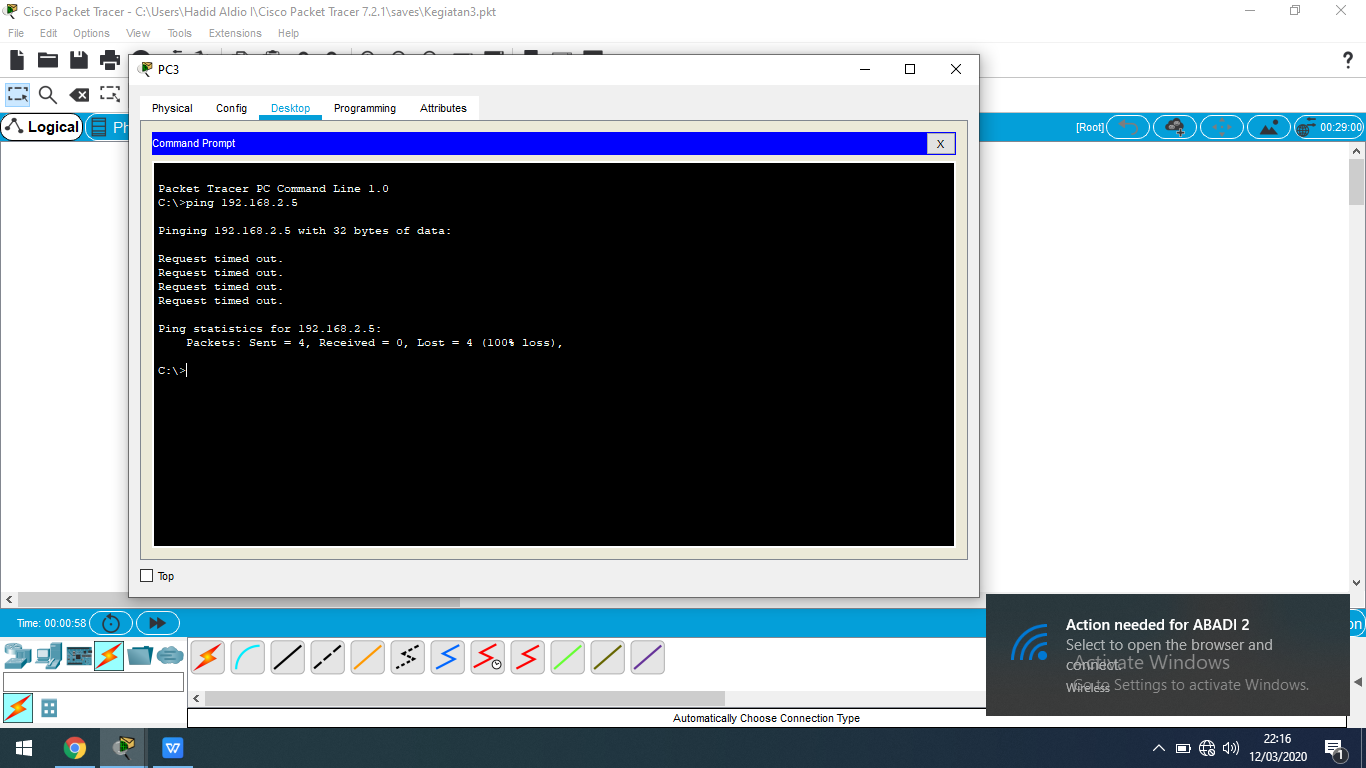 Cisco Packet Tracer - C:\Users\Hadid Aldio I\Cisco Packet Tracer 7.2.1\saves\Kegiatan3.pkt
File Edit Options View Tools Extensions Help
?
PC3
Physical Config Desktop Programming Attributes
Logical
Ph
[Root]
00:29:00
Command Prompt
X
Packet Tracer PC Command Line 1.0
C:\>ping 192.168.2.5
Pinging 192.168.2.5 with 32 bytes of data:
Request timed out.
Request timed out.
Request timed out.
Request timed out.
Ping statistics for 192.168.2.5:
Packets: Sent = 4, Received = 0, Lost = 4 (100% loss),
C:\>
Top
Time: 00:00:58
on
Action needed for ABADI 2
Select to open the browser and
connect.
Wireless
Activate Windows
Go to Settings to activate Windows.
Automatically Choose Connection Type
22:16
12/03/2020
1